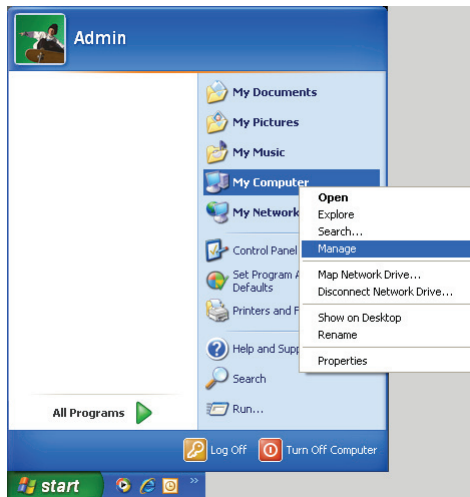 Admin
My Documents
My Pictures
My Music
My Computer
My Network
Control Panel
Set Program
Defaults
Printers and
Help and Supp
Search
Run...
Open
Explore
Search...
Manage
Map Network Drive...
Disconnect Network Drive...
Show on Desktop
Rename
Properties
All Programs
Log Off
Turn Off Computer
start
»